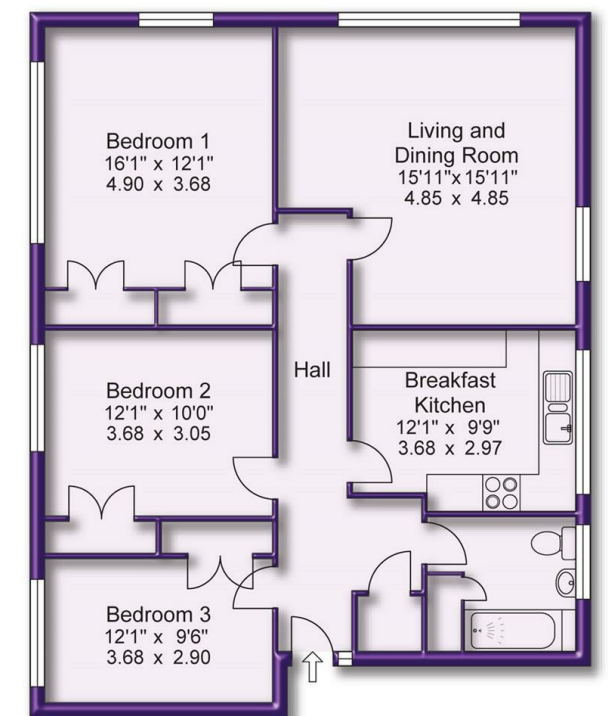 Bedroom 1
16'1" x 12'1"
4.90 x 3.68
Living and
Dining Room
15'11"x 15'11"
4.85 x 4.85
Hall
Bedroom 2
12'1" x 10'0"
3.68 x 3.05
Breakfast
Kitchen
12'1" x 9'9"
3.68 x 2.97
Bedroom 3
12'1" x 9'6"
3.68 x 2.90